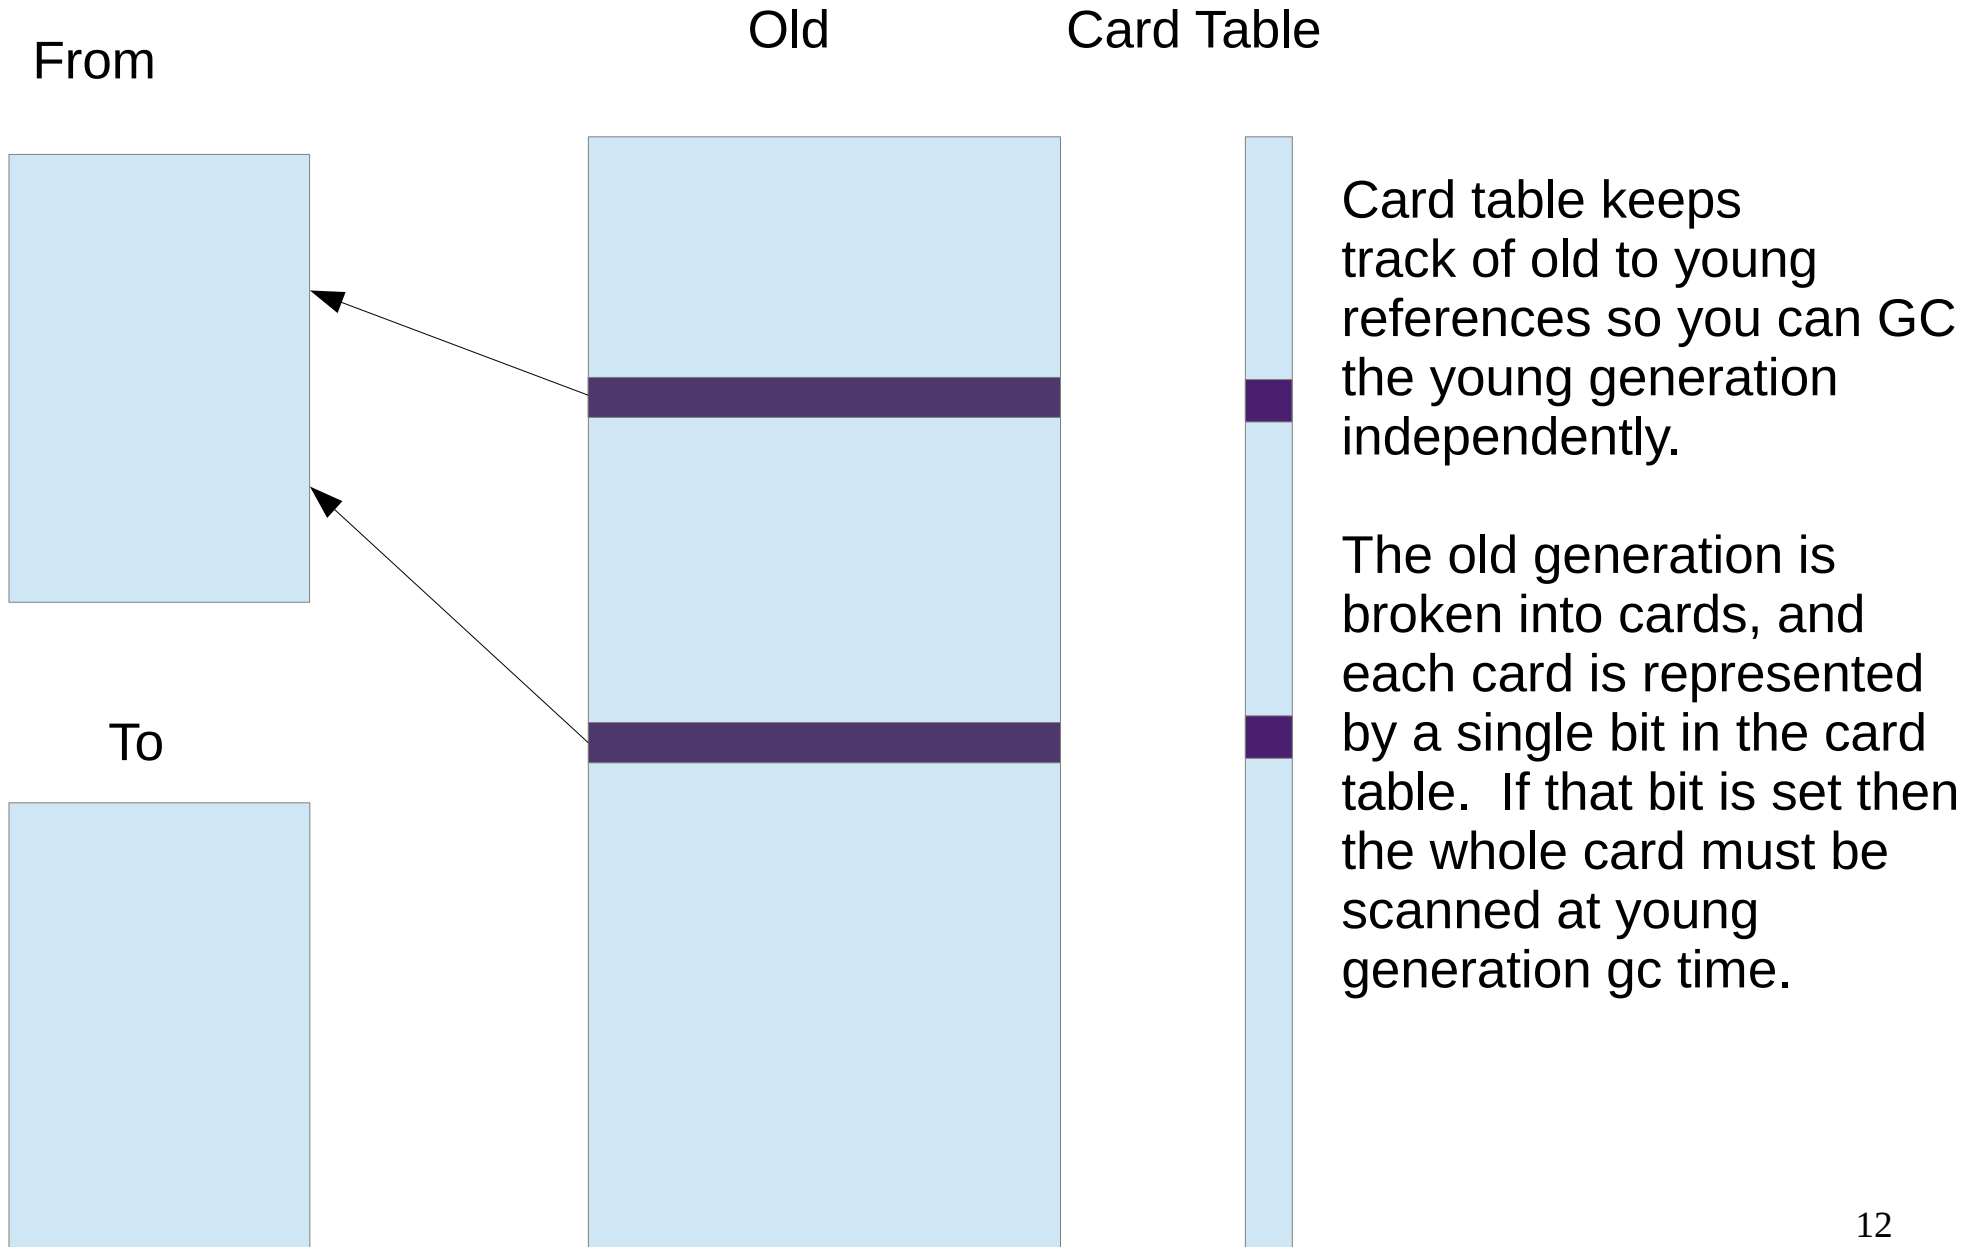 Old
Card Table
From
Card table keeps
track of old to young
references so you can GC
the young generation
independently.
The old generation is
broken into cards, and
each card is represented
by a single bit in the card
table.  If that bit is set then
the whole card must be
scanned at young
generation gc time.
To
12